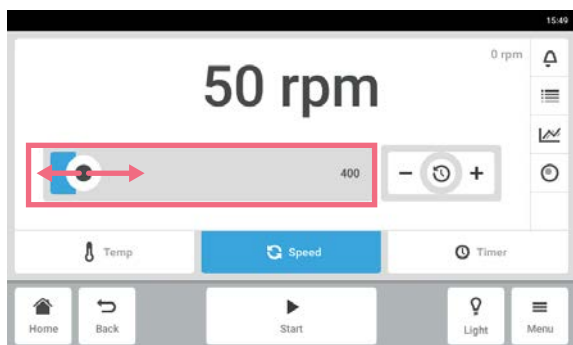 15:49
0 rpm
50 rpm
400
− +
Temp Speed Timer
Home Back Start Light Menu